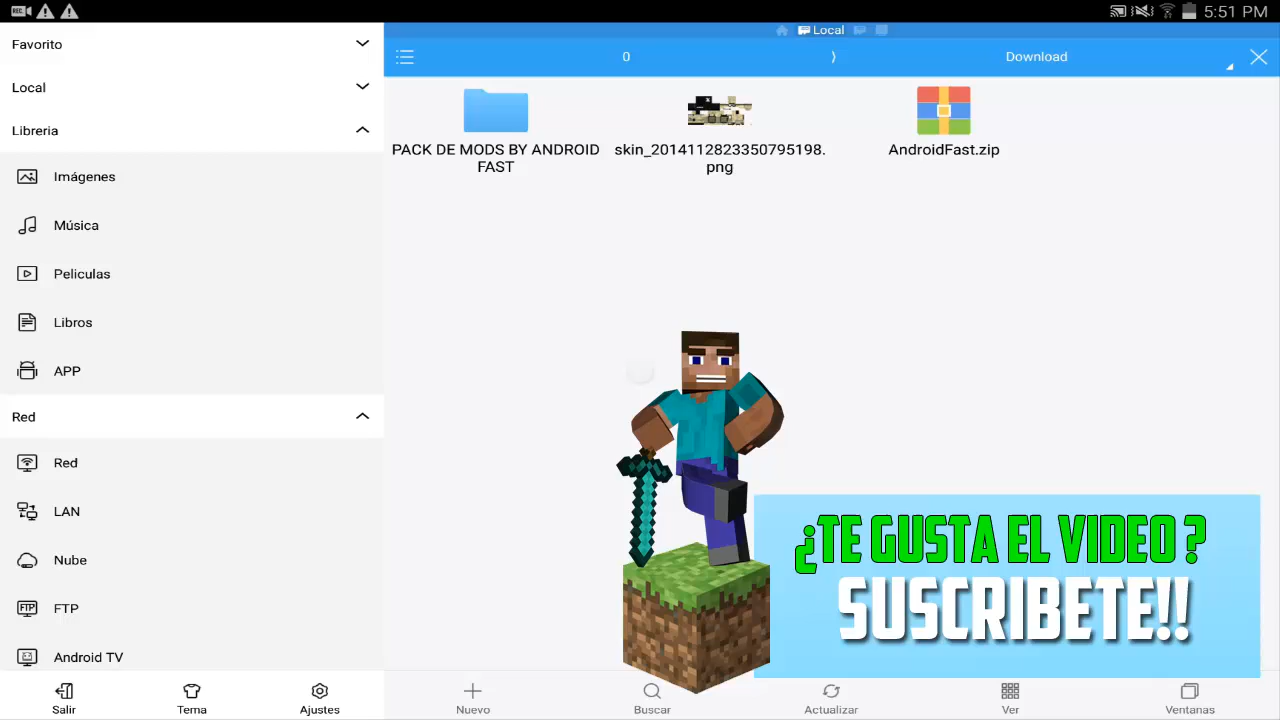 REC
5:51 PM
Favorito
Local
Libreria
Imágenes
Música
Peliculas
Libros
APP
Red
Red
LAN
Nube
FTP
Android TV
Salir
Tema
Ajustes
Local
0
Download
PACK DE MODS BY ANDROID
FAST
skin_2014112823350795198.
png
AndroidFast.zip
¿TE GUSTA EL VIDEO ?
SUSCRIBETE!!
Nuevo
Buscar
Actualizar
Ver
Ventanas